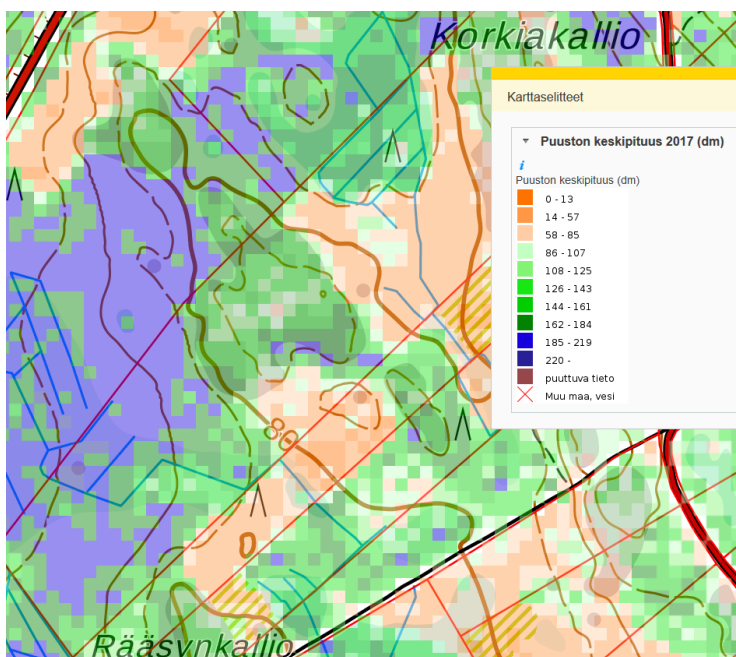 Korkiakallio
Karttaselitteet
Puuston keskipituus 2017 (dm)
i
Puuston keskipituus (dm)
0 - 13
14 - 57
58 - 85
86 - 107
108 - 125
126 - 143
144 - 161
162 - 184
185 - 219
220 -
puuttuva tieto
Muu maa, vesi
80
Rääsynkallio